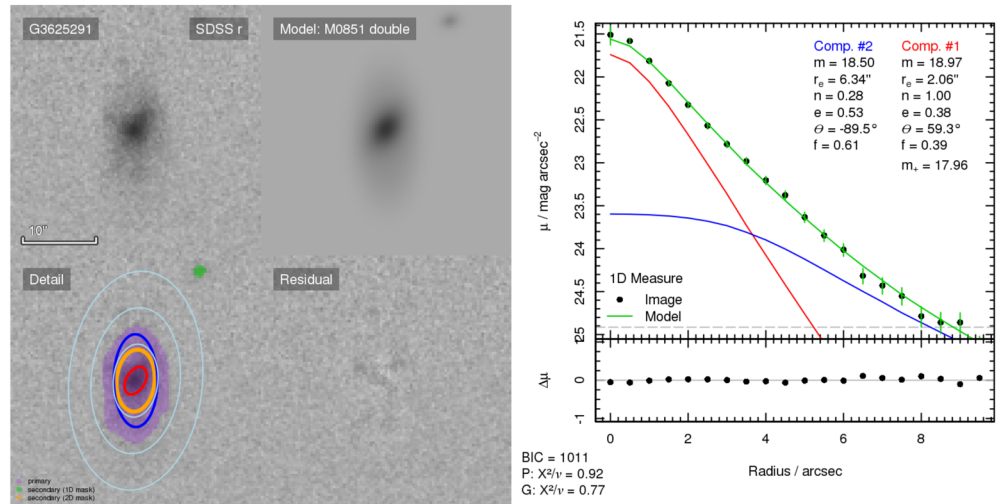 G3625291
SDSS r
Model: M0851 double
10"
Detail
Residual
primary
secondary (1D mask)
secondary (2D mask)
μ / mag arcsec⁻²
21.5
22
22.5
23
23.5
24
24.5
25
Comp. #2
m = 18.50
rₑ = 6.34"
n = 0.28
e = 0.53
Θ = -89.5°
f = 0.61
Comp. #1
m = 18.97
rₑ = 2.06"
n = 1.00
e = 0.38
Θ = 59.3°
f = 0.39
m₊ = 17.96
1D Measure
Image
Model
Δμ
0
-1
0
2
4
6
8
Radius / arcsec
BIC = 1011
P: X²/ν = 0.92
G: X²/ν = 0.77